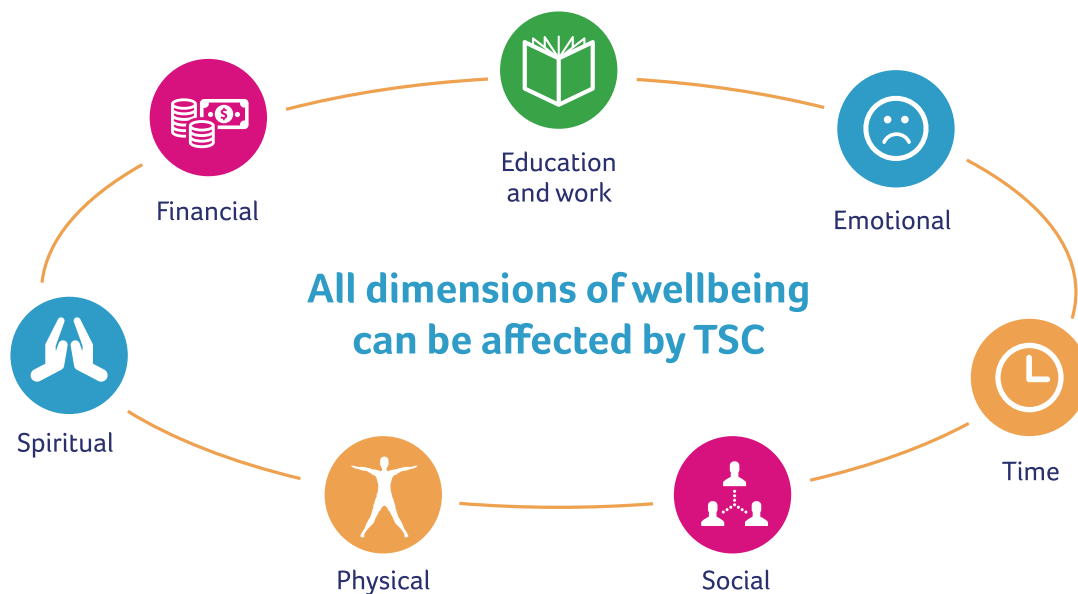 Education
and work
Financial
Emotional
All dimensions of wellbeing
can be affected by TSC
Spiritual
Time
Physical
Social